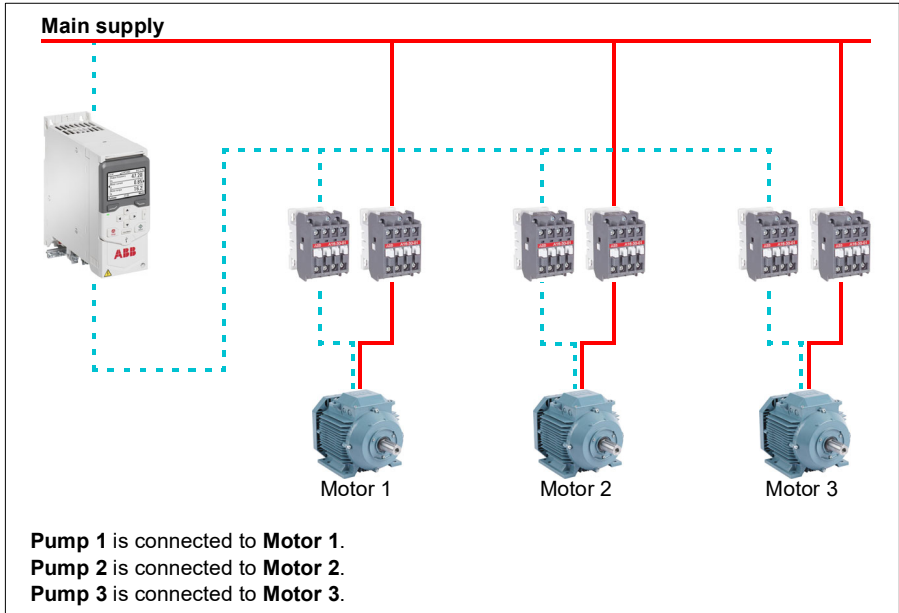 Main supply
ABB
Motor 1
Motor 2
Motor 3
Pump 1 is connected to Motor 1.
Pump 2 is connected to Motor 2.
Pump 3 is connected to Motor 3.